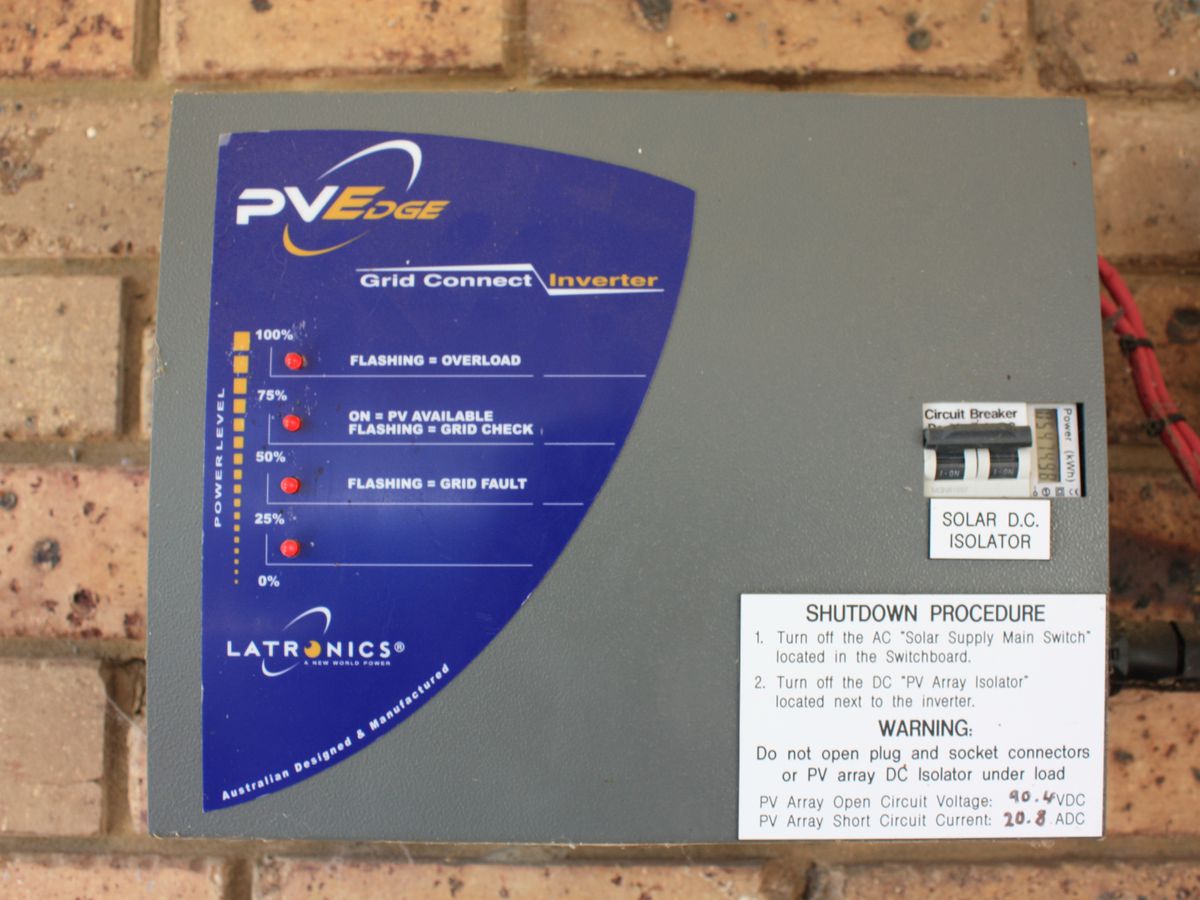 PVEDGE
Grid Connect Inverter
100%
FLASHING = OVERLOAD
75%
ON = PV AVAILABLE
FLASHING = GRID CHECK
50%
FLASHING = GRID FAULT
25%
0%
POWER LEVEL
LATRONICS®
A NEW WORLD POWER
Australian Designed & Manufactured
Circuit Breaker
Power (kWh)
I-ON I-ON
SOLAR D.C.
ISOLATOR
SHUTDOWN PROCEDURE
1. Turn off the AC "Solar Supply Main Switch"
located in the Switchboard.
2. Turn off the DC "PV Array Isolator"
located next to the inverter.
WARNING:
Do not open plug and socket connectors
or PV array DC Isolator under load
PV Array Open Circuit Voltage: 90.4 VDC
PV Array Short Circuit Current: 20.8 ADC